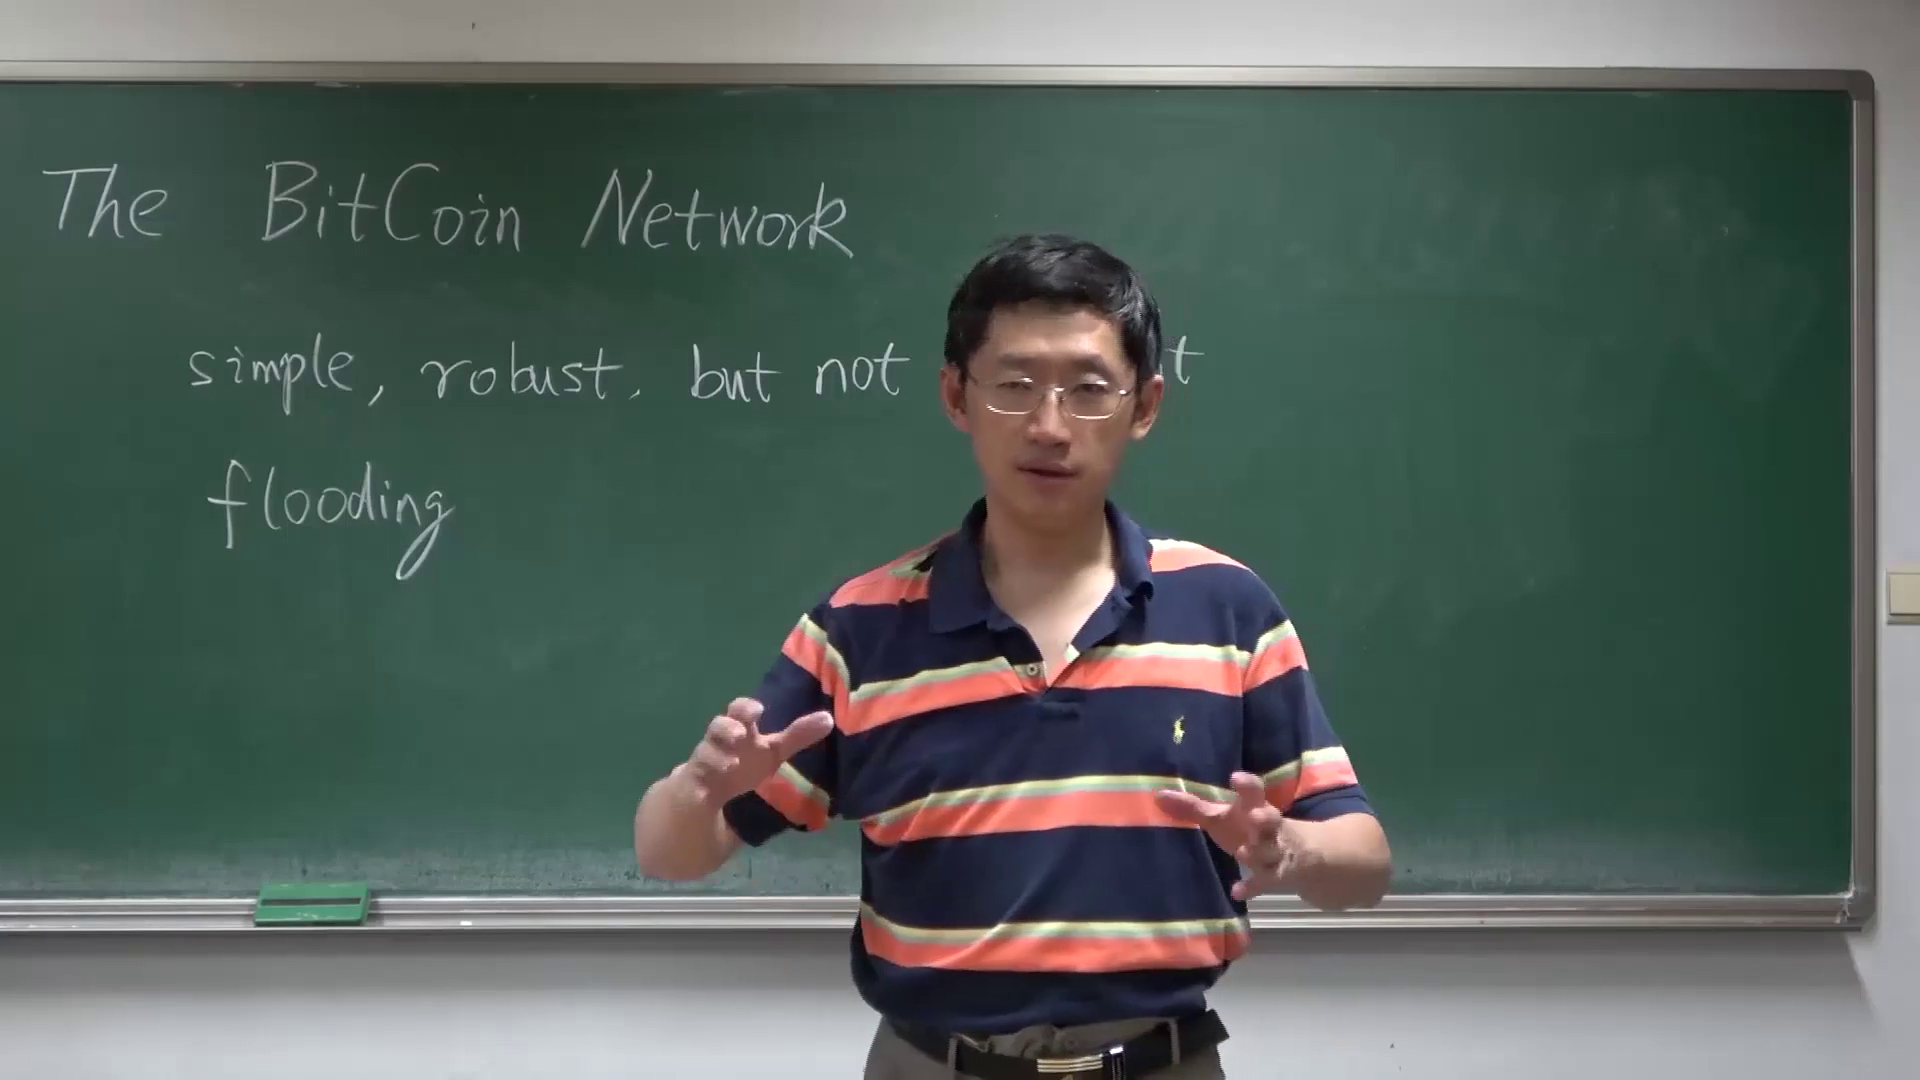 The BitCoin Network
simple, robust, but not
flooding